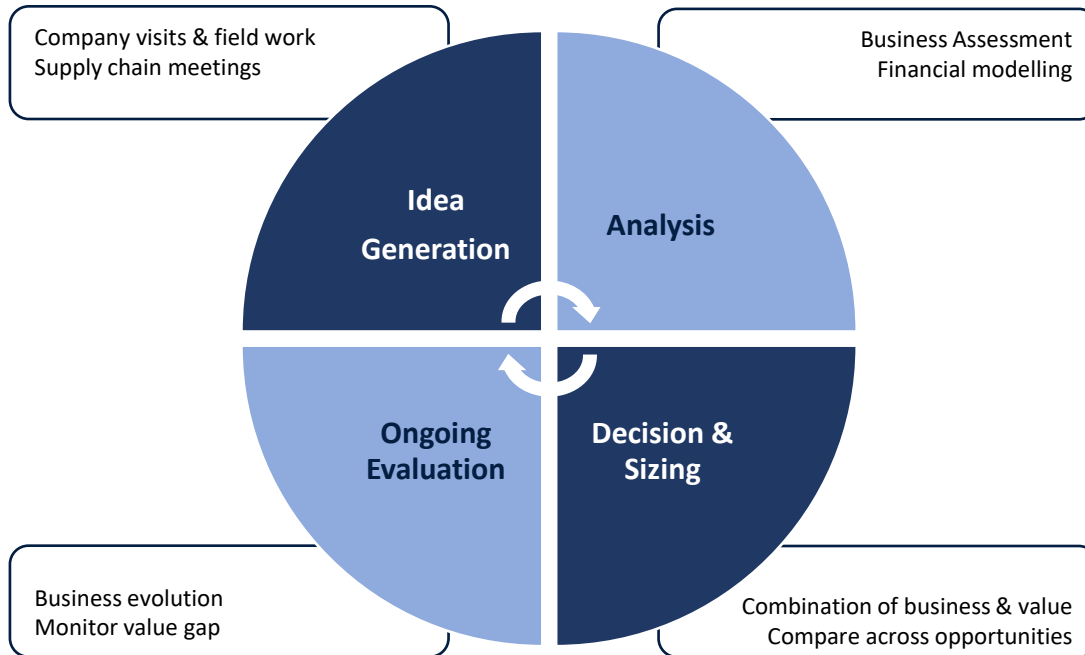 Company visits & field work
Supply chain meetings
Business Assessment
Financial modelling
Idea
Generation
Analysis
Ongoing
Evaluation
Decision &
Sizing
Business evolution
Monitor value gap
Combination of business & value
Compare across opportunities